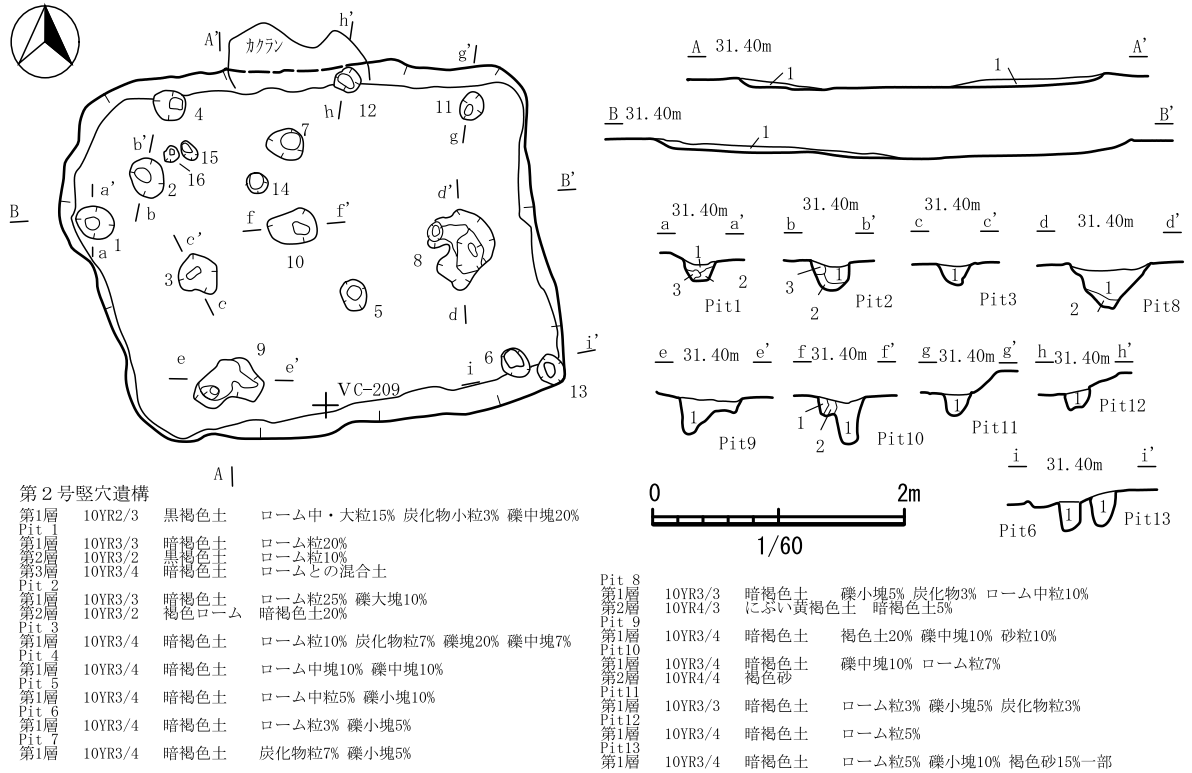 A'
カクラン
h'
g'
4
h
12
11
g
7
b'
15
16
2
14
b
a'
1
a
B
B'
f
f'
10
d'
8
d
c'
3
c
5
e
9
e'
i
6
i'
13
VC-209
A
A 31.40m A'
1
1
B 31.40m B'
1
31.40m
a a'
1
3
2
Pit1
31.40m
b b'
1
3
2
Pit2
31.40m
c c'
1
Pit3
31.40m
d d'
1
2
Pit8
e 31.40m e'
1
Pit9
f 31.40m f'
1
2
1
Pit10
g 31.40m g'
1
Pit11
h 31.40m h'
1
Pit12
i 31.40m i'
Pit6
1
1
Pit13
0 2m
1/60
第2号竪穴遺構
第1層 10YR2/3 黒褐色土 ローム中・大粒15% 炭化物小粒3% 礫中塊20%
Pit 1
第1層 10YR3/3 暗褐色土 ローム粒20%
第2層 10YR3/2 黒褐色土 ローム粒10%
第3層 10YR3/4 暗褐色土 ロームとの混合土
Pit 2
第1層 10YR3/3 暗褐色土 ローム粒25% 礫大塊10%
第2層 10YR3/2 褐色ローム 暗褐色土20%
Pit 3
第1層 10YR3/4 暗褐色土 ローム粒10% 炭化物粒7% 礫塊20% 礫中塊7%
Pit 4
第1層 10YR3/4 暗褐色土 ローム中塊10% 礫中塊10%
Pit 5
第1層 10YR3/4 暗褐色土 ローム中粒5% 礫小塊10%
Pit 6
第1層 10YR3/4 暗褐色土 ローム粒3% 礫小塊5%
Pit 7
第1層 10YR3/4 暗褐色土 炭化物粒7% 礫小塊5%
Pit 8
第1層 10YR3/3 暗褐色土 礫小塊5% 炭化物3% ローム中粒10%
第2層 10YR4/3 にぶい黄褐色土 暗褐色土5%
Pit 9
第1層 10YR3/4 暗褐色土 褐色土20% 礫中塊10% 砂粒10%
Pit10
第1層 10YR3/4 暗褐色土 礫中塊10% ローム粒7%
第2層 10YR4/4 褐色砂
Pit11
第1層 10YR3/3 暗褐色土 ローム粒3% 礫小塊5% 炭化物粒3%
Pit12
第1層 10YR3/4 暗褐色土 ローム粒5%
Pit13
第1層 10YR3/4 暗褐色土 ローム粒5% 礫小塊10% 褐色砂15%一部